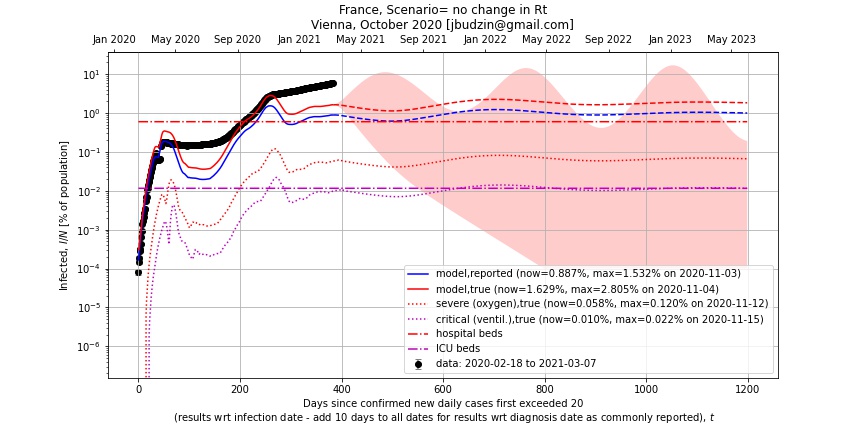 France, Scenario= no change in Rt
Vienna, October 2020 [jbudzin@gmail.com]
Jan 2020 May 2020 Sep 2020 Jan 2021 May 2021 Sep 2021 Jan 2022 May 2022 Sep 2022 Jan 2023 May 2023
Infected, I/N [% of population]
10¹
10⁰
10⁻¹
10⁻²
10⁻³
10⁻⁴
10⁻⁵
10⁻⁶
model,reported (now=0.887%, max=1.532% on 2020-11-03)
model,true (now=1.629%, max=2.805% on 2020-11-04)
severe (oxygen),true (now=0.058%, max=0.120% on 2020-11-12)
critical (ventil.),true (now=0.010%, max=0.022% on 2020-11-15)
hospital beds
ICU beds
data: 2020-02-18 to 2021-03-07
0 200 400 600 800 1000 1200
Days since confirmed new daily cases first exceeded 20
(results wrt infection date - add 10 days to all dates for results wrt diagnosis date as commonly reported), t